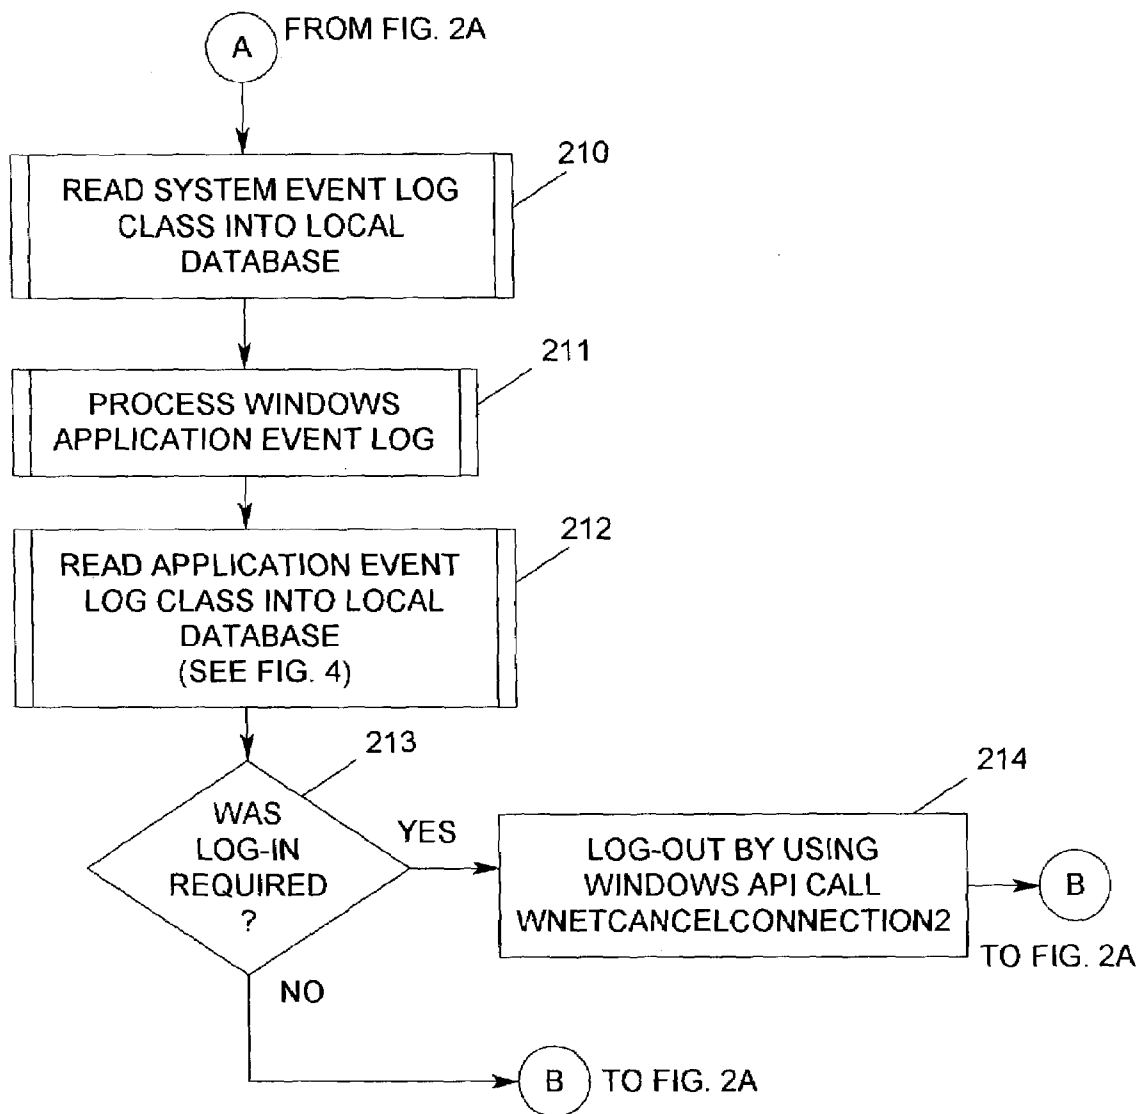 A
FROM FIG. 2A
210
READ SYSTEM EVENT LOG
CLASS INTO LOCAL
DATABASE
211
PROCESS WINDOWS
APPLICATION EVENT LOG
212
READ APPLICATION EVENT
LOG CLASS INTO LOCAL
DATABASE
(SEE FIG. 4)
213
WAS
LOG-IN
REQUIRED
?
YES
214
LOG-OUT BY USING
WINDOWS API CALL
WNETCANCELCONNECTION2
B
TO FIG. 2A
NO
B
TO FIG. 2A